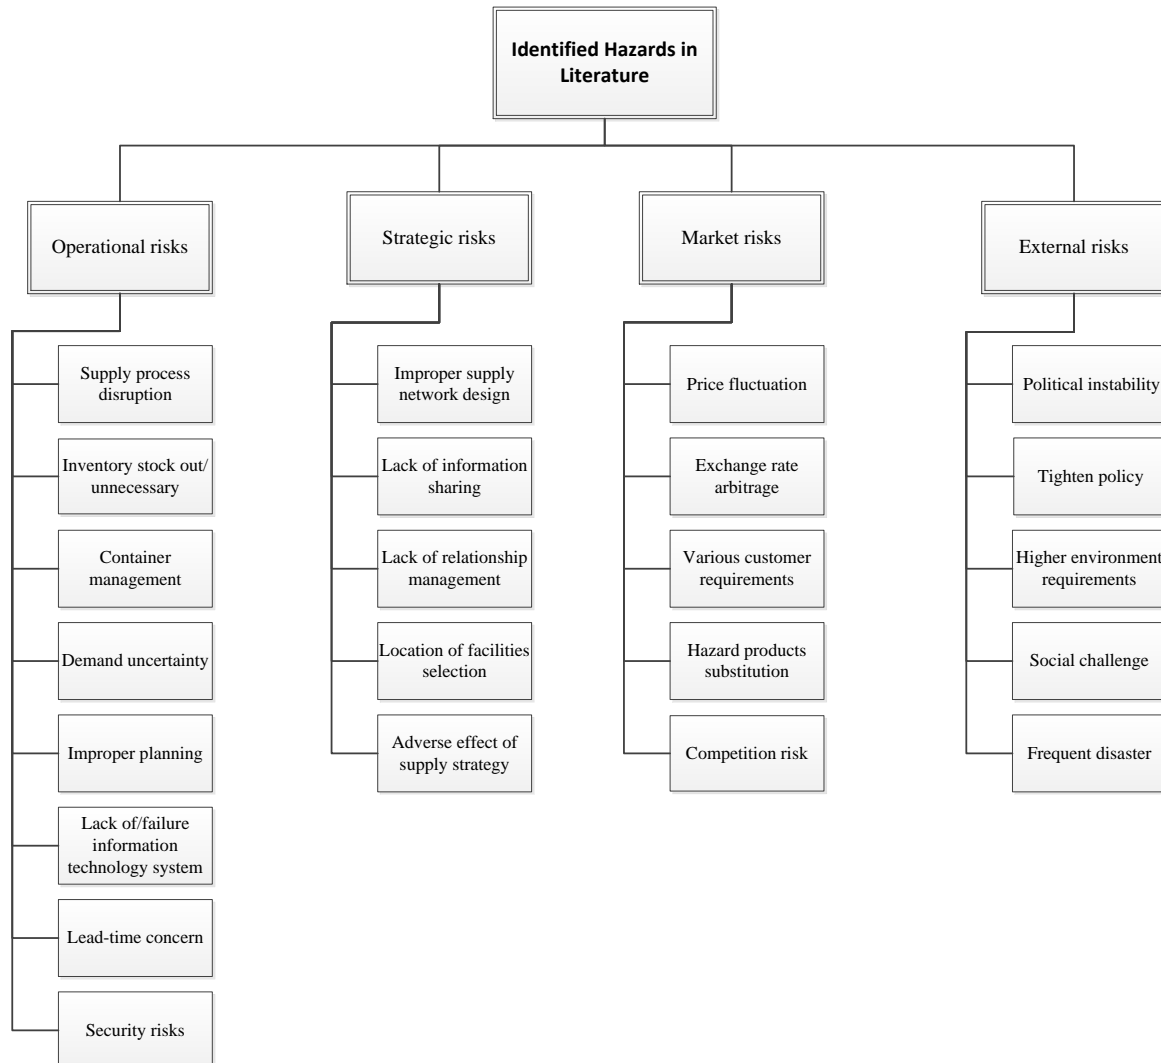 Identified Hazards in
Literature
Operational risks
Strategic risks
Market risks
External risks
Supply process
disruption
Inventory stock out/
unnecessary
Container
management
Demand uncertainty
Improper planning
Lack of/failure
information
technology system
Lead-time concern
Security risks
Improper supply
network design
Lack of information
sharing
Lack of relationship
management
Location of facilities
selection
Adverse effect of
supply strategy
Price fluctuation
Exchange rate
arbitrage
Various customer
requirements
Hazard products
substitution
Competition risk
Political instability
Tighten policy
Higher environment
requirements
Social challenge
Frequent disaster